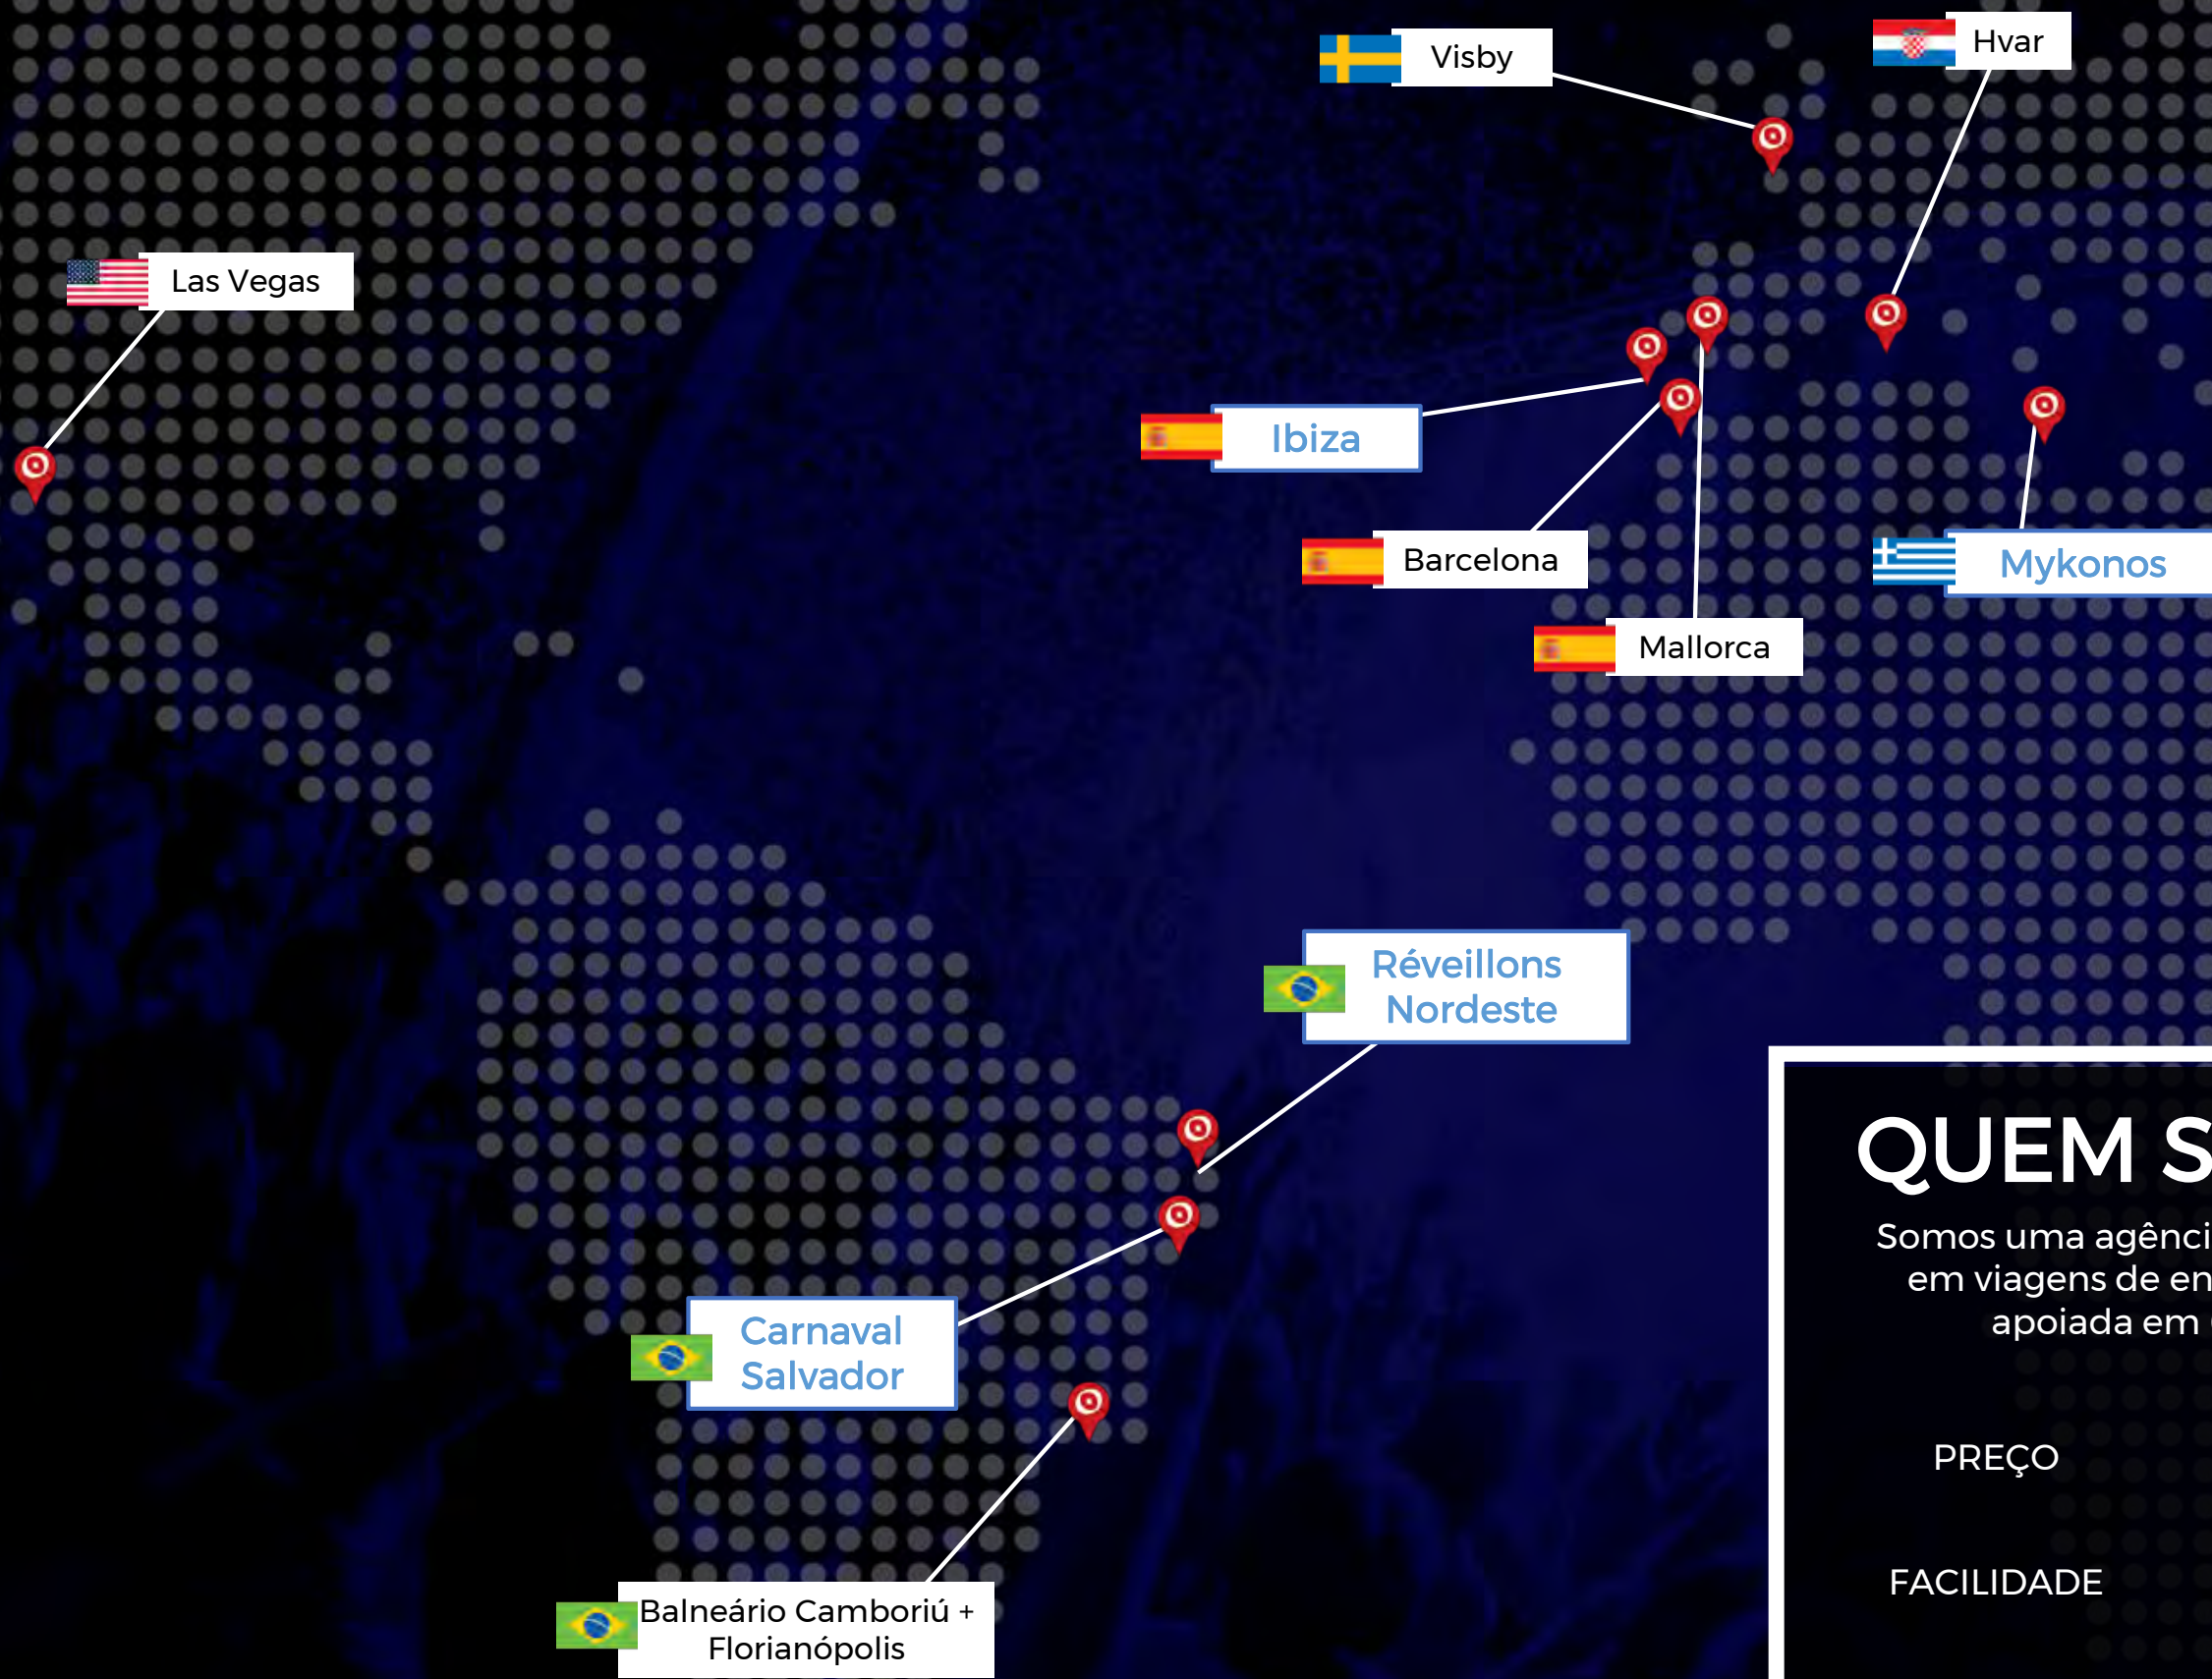 Visby
Hvar
Las Vegas
Ibiza
Barcelona
Mykonos
Mallorca
Réveillons
Nordeste
Carnaval
Salvador
Balneário Camboriú +
Florianópolis
QUEM S
Somos uma agênci
em viagens de en
apoiada em
PREÇO
FACILIDADE